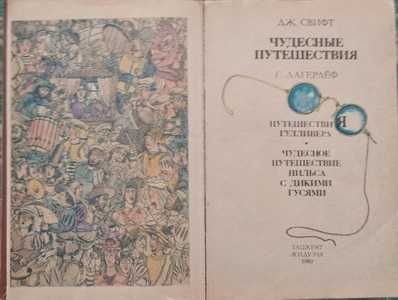 ДЖ. СВИФТ
ЧУДЕСНЫЕ
ПУТЕШЕСТВИЯ
С. ЛАГЕРЛЁФ
ПУТЕШЕСТВИЯ
ГУЛЛИВЕРА
•
ЧУДЕСНОЕ
ПУТЕШЕСТВИЕ
НИЛЬСА
С ДИКИМИ
ГУСЯМИ
ТАШКЕНТ